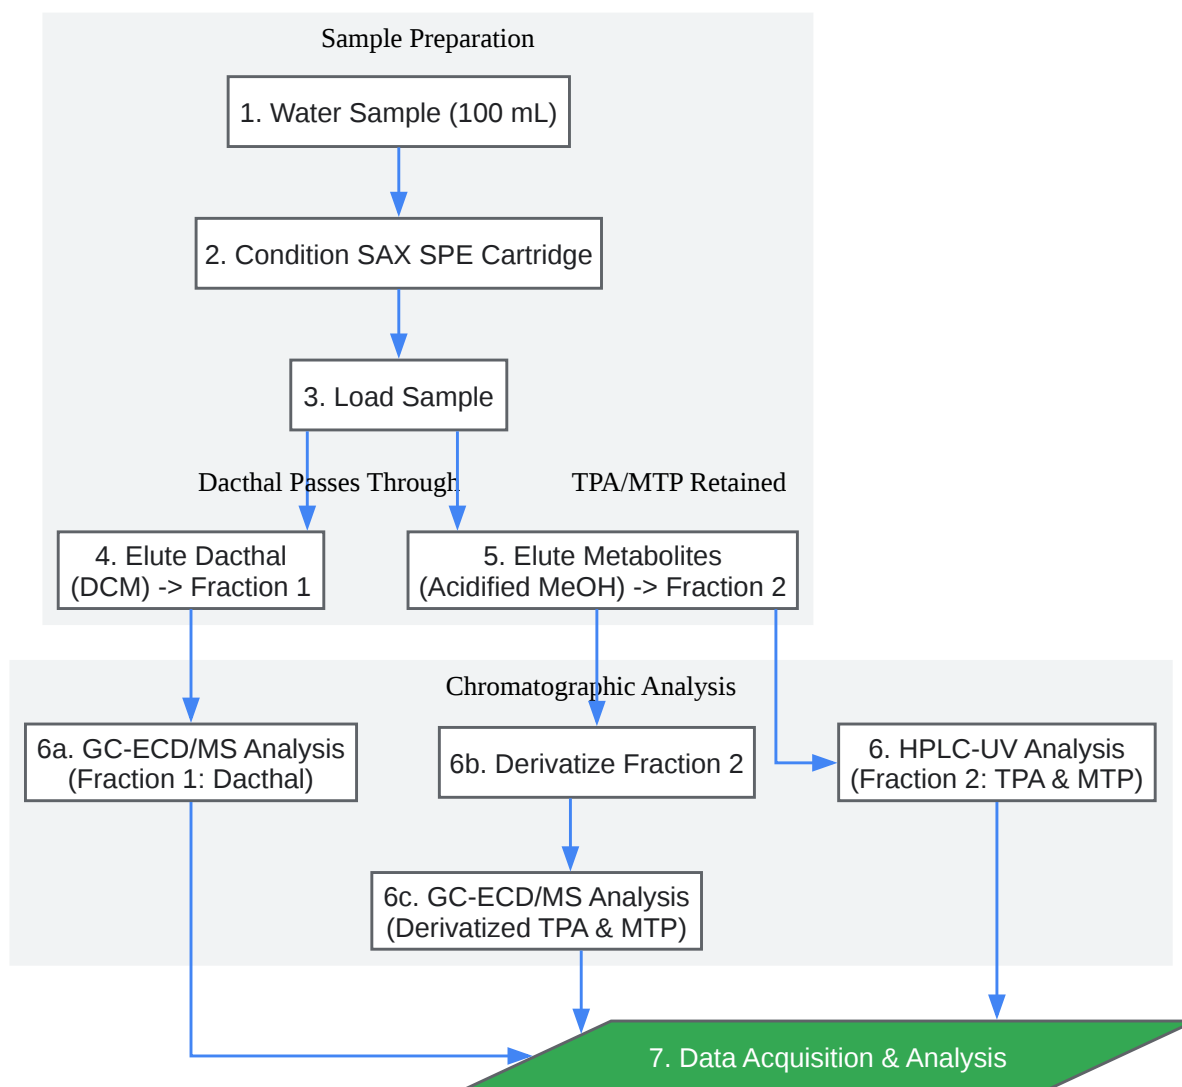 Sample Preparation
1. Water Sample (100 mL)
2. Condition SAX SPE Cartridge
3. Load Sample
Dacthal Passes Through
TPA/MTP Retained
4. Elute Dacthal
(DCM) -> Fraction 1
5. Elute Metabolites
(Acidified MeOH) -> Fraction 2
Chromatographic Analysis
6a. GC-ECD/MS Analysis
(Fraction 1: Dacthal)
6b. Derivatize Fraction 2
6. HPLC-UV Analysis
(Fraction 2: TPA & MTP)
6c. GC-ECD/MS Analysis
(Derivatized TPA & MTP)
7. Data Acquisition & Analysis